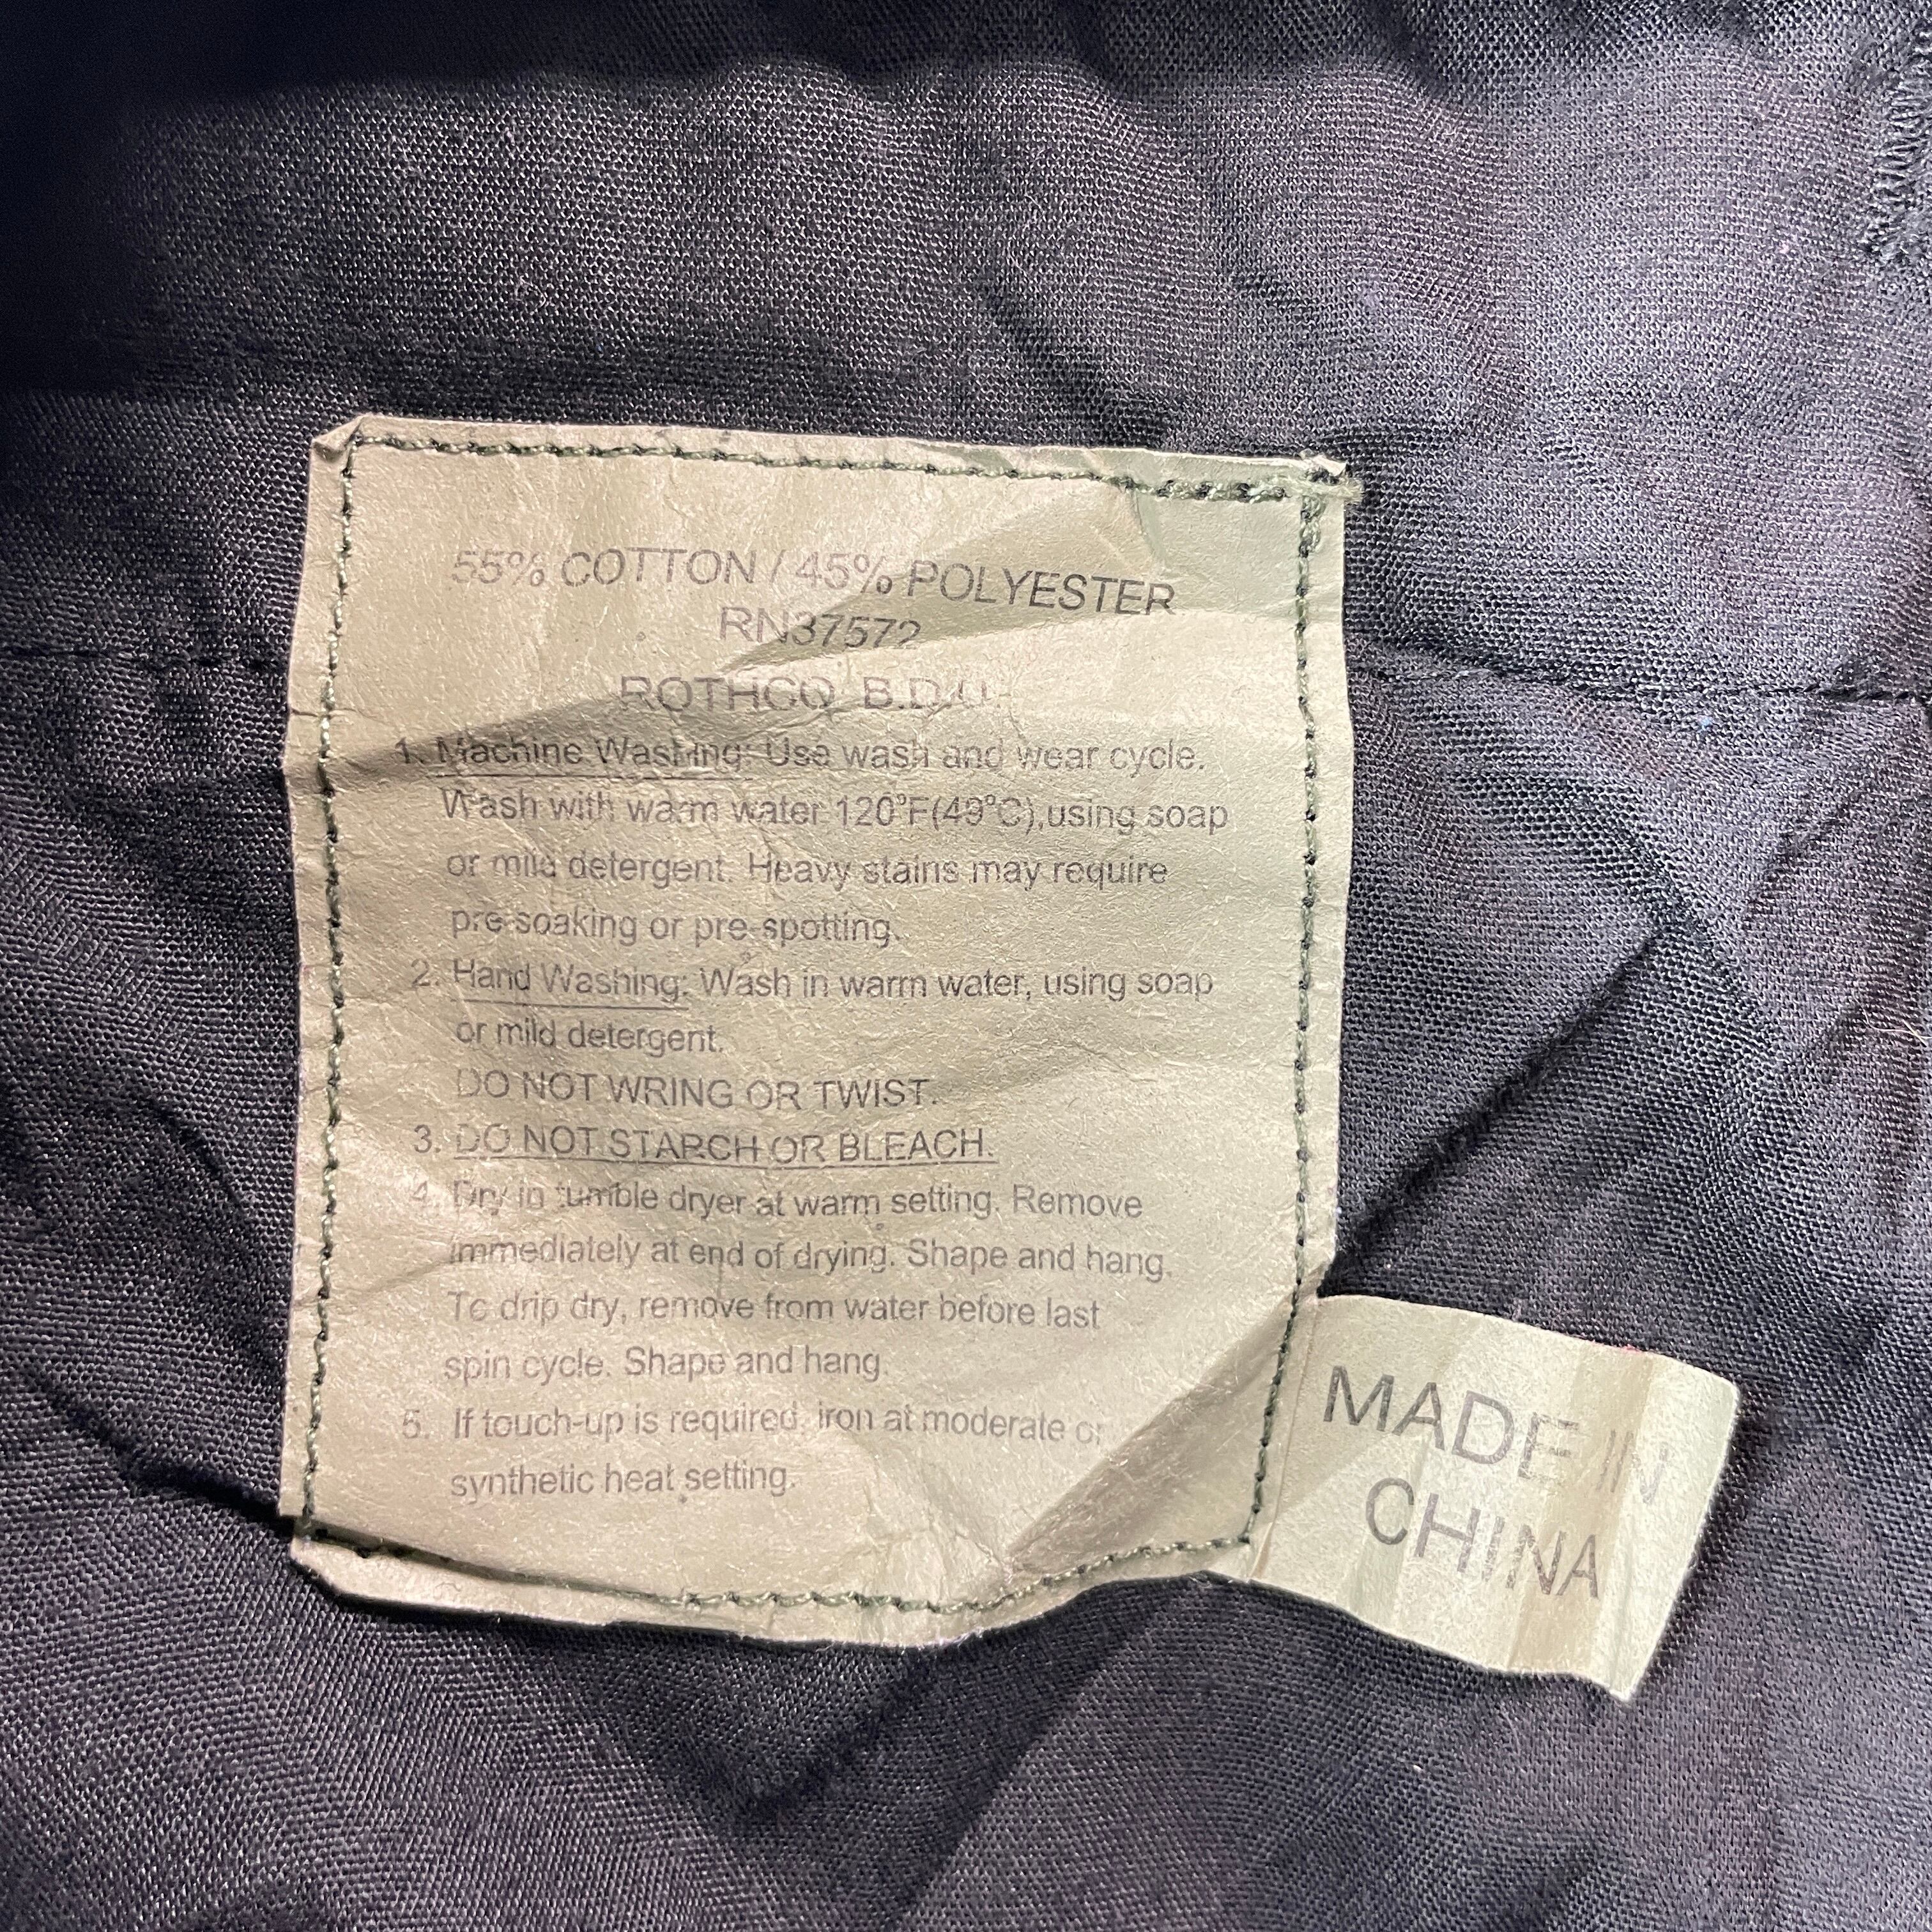 55% COTTON / 45% POLYESTER
RN37572
ROTHCO B.D.U.
1. Machine Washing: Use wash and wear cycle.
Wash with warm water 120°F(49°C),using soap
or mild detergent. Heavy stains may require
pre-soaking or pre-spotting.
2. Hand Washing: Wash in warm water, using soap
or mild detergent.
DO NOT WRING OR TWIST.
3. DO NOT STARCH OR BLEACH.
4. Dry in tumble dryer at warm setting. Remove
immediately at end of drying. Shape and hang.
To drip dry, remove from water before last
spin cycle. Shape and hang.
5. If touch-up is required, iron at moderate or
synthetic heat setting.
MADE IN
CHINA